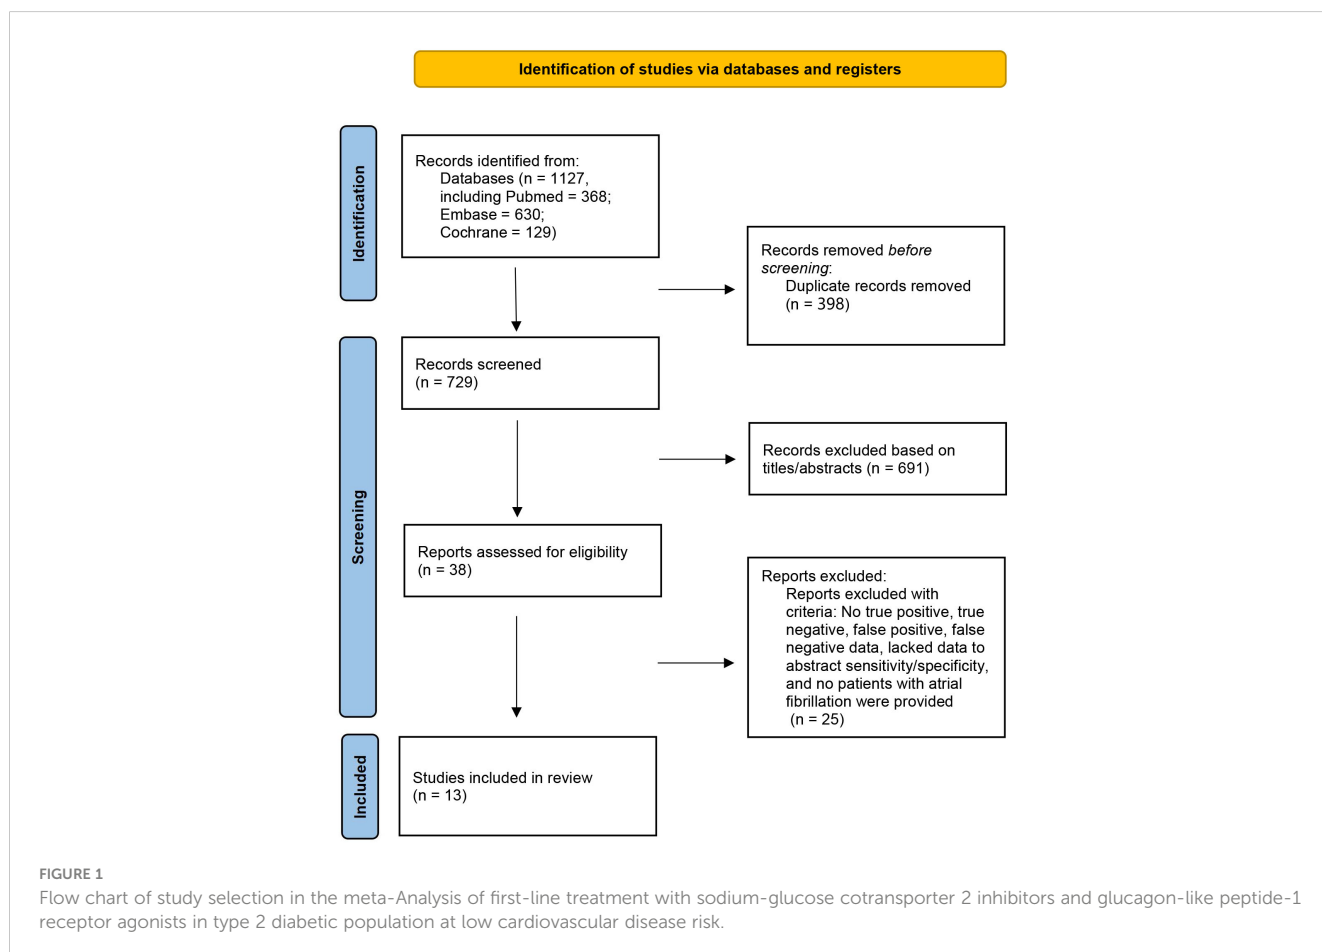 Identification of studies via databases and registers
Identification
Records identified from:
Databases (n = 1127,
including Pubmed = 368;
Embase = 630;
Cochrane = 129)
Records removed before
screening:
Duplicate records removed
(n = 398)
Screening
Records screened
(n = 729)
Records excluded based on
titles/abstracts (n = 691)
Reports assessed for eligibility
(n = 38)
Reports excluded:
Reports excluded with
criteria: No true positive, true
negative, false positive, false
negative data, lacked data to
abstract sensitivity/specificity,
and no patients with atrial
fibrillation were provided
(n = 25)
Included
Studies included in review
(n = 13)
FIGURE 1
Flow chart of study selection in the meta-Analysis of first-line treatment with sodium-glucose cotransporter 2 inhibitors and glucagon-like peptide-1
receptor agonists in type 2 diabetic population at low cardiovascular disease risk.